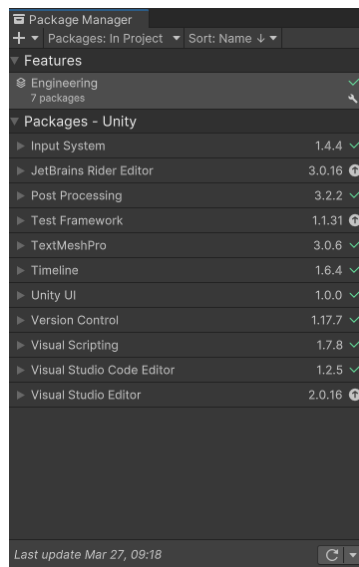 Package Manager
+ Packages: In Project Sort: Name ↓
Features
Engineering
7 packages
Packages - Unity
Input System 1.4.4
JetBrains Rider Editor 3.0.16
Post Processing 3.2.2
Test Framework 1.1.31
TextMeshPro 3.0.6
Timeline 1.6.4
Unity UI 1.0.0
Version Control 1.17.7
Visual Scripting 1.7.8
Visual Studio Code Editor 1.2.5
Visual Studio Editor 2.0.16
Last update Mar 27, 09:18